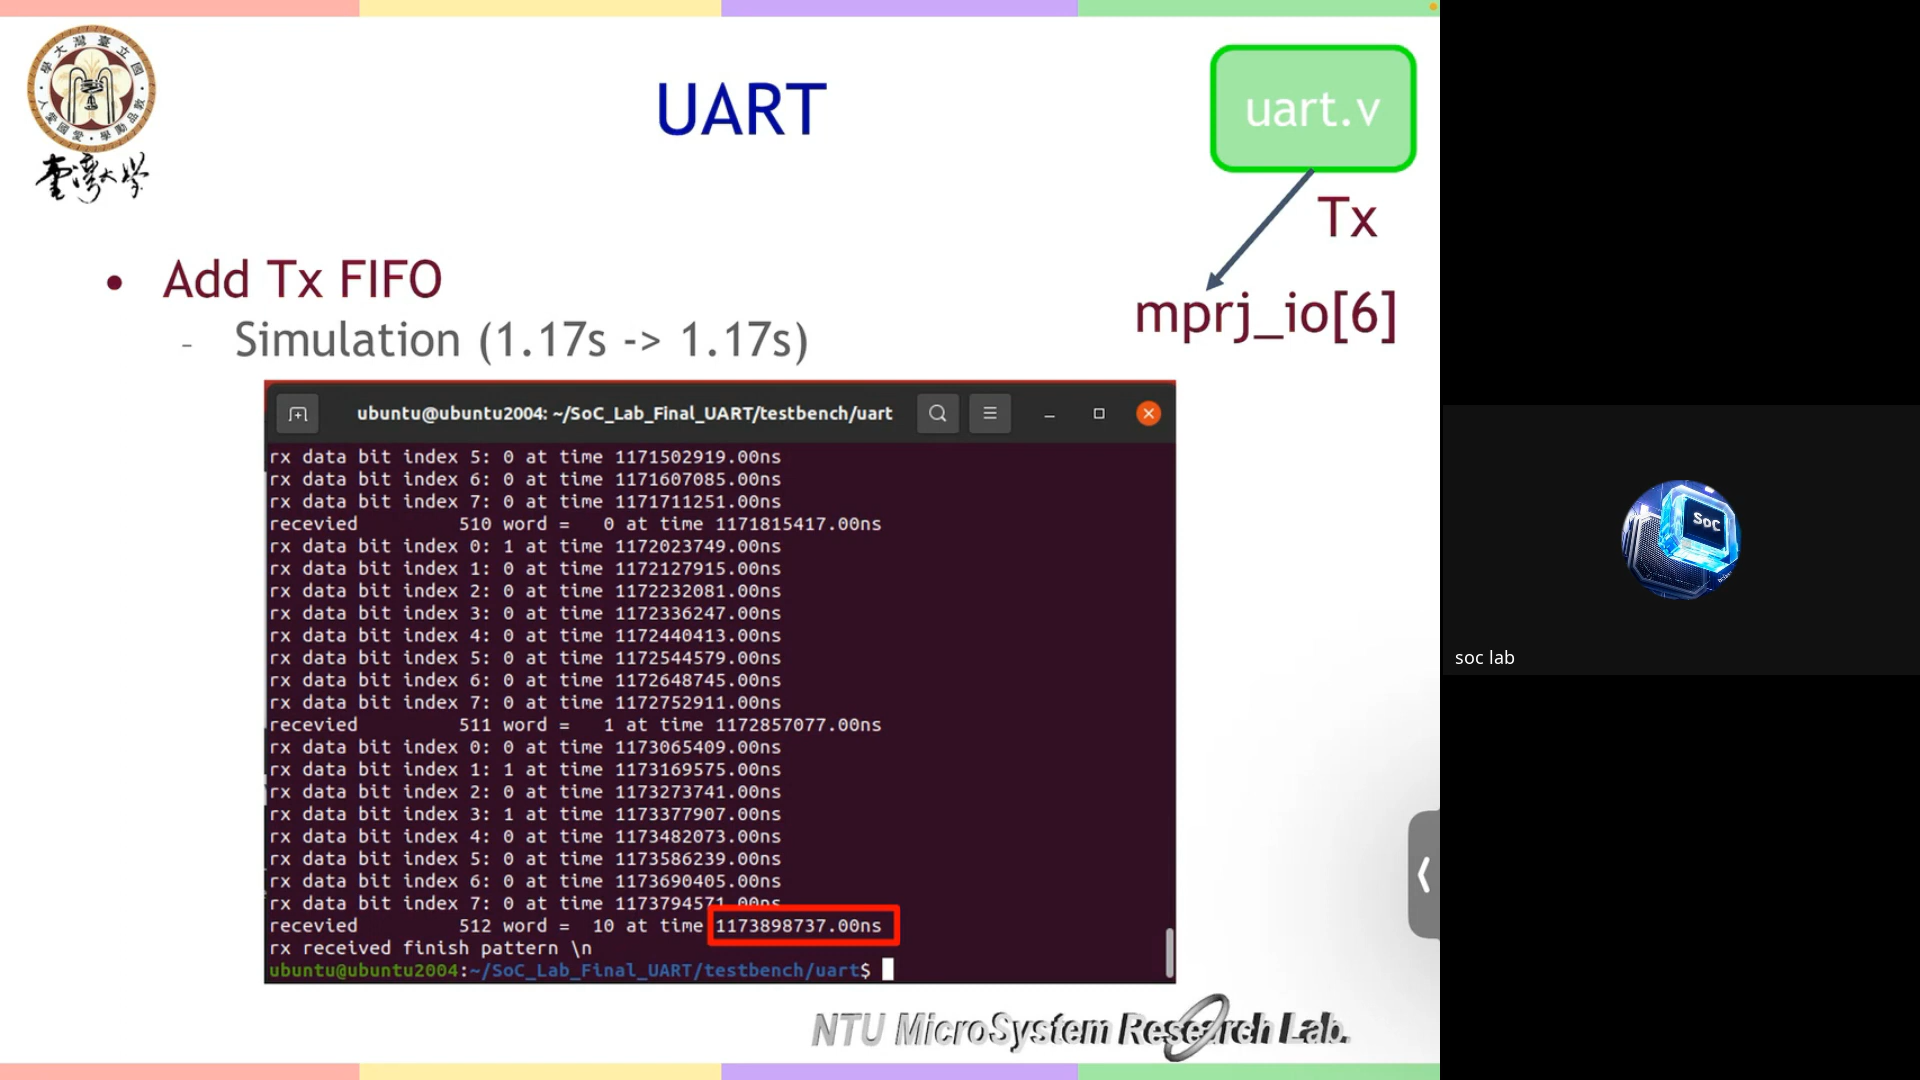 UART
uart.v
Tx
mprj_io[6]
• Add Tx FIFO
- Simulation (1.17s -> 1.17s)
ubuntu@ubuntu2004: ~/SoC_Lab_Final_UART/testbench/uart
rx data bit index 5: 0 at time 1171502919.00ns
rx data bit index 6: 0 at time 1171607085.00ns
rx data bit index 7: 0 at time 1171711251.00ns
recevied 510 word = 0 at time 1171815417.00ns
rx data bit index 0: 1 at time 1172023749.00ns
rx data bit index 1: 0 at time 1172127915.00ns
rx data bit index 2: 0 at time 1172232081.00ns
rx data bit index 3: 0 at time 1172336247.00ns
rx data bit index 4: 0 at time 1172440413.00ns
rx data bit index 5: 0 at time 1172544579.00ns
rx data bit index 6: 0 at time 1172648745.00ns
rx data bit index 7: 0 at time 1172752911.00ns
recevied 511 word = 1 at time 1172857077.00ns
rx data bit index 0: 0 at time 1173065409.00ns
rx data bit index 1: 1 at time 1173169575.00ns
rx data bit index 2: 0 at time 1173273741.00ns
rx data bit index 3: 1 at time 1173377907.00ns
rx data bit index 4: 0 at time 1173482073.00ns
rx data bit index 5: 0 at time 1173586239.00ns
rx data bit index 6: 0 at time 1173690405.00ns
rx data bit index 7: 0 at time 1173794571.00ns
recevied 512 word = 10 at time 1173898737.00ns
rx received finish pattern \n
ubuntu@ubuntu2004:~/SoC_Lab_Final_UART/testbench/uart$
NTU MicroSystem Research Lab.
臺灣大學
SoC
soc lab